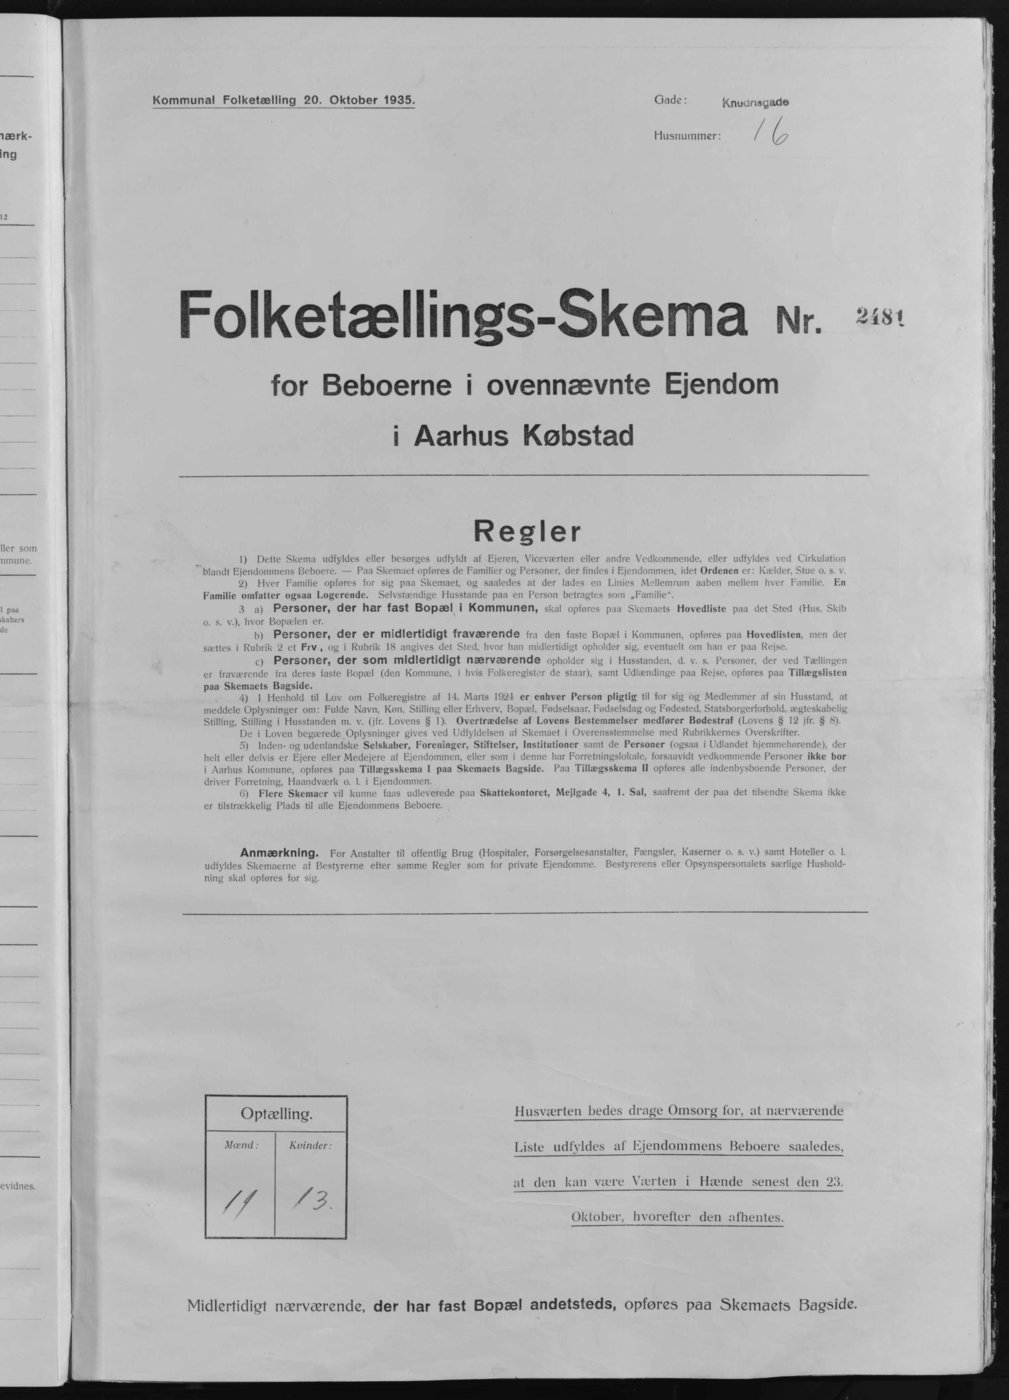 Kommunal Folketælling 20. Oktober 1935.
Gade: Knudrisgade
Husnummer: 16
Folketællings-Skema Nr. 2481
for Beboerne i ovennævnte Ejendom
i Aarhus Købstad
Regler
1) Dette Skema udfyldes eller besørges udfyldt af Ejeren, Viceværten eller andre Vedkommende, eller udfyldes ved Cirkulation
blandt Ejendommens Beboere. — Paa Skemaet opføres de Familier og Personer, der findes i Ejendommen, idet Ordenen er: Kælder, Stue o. s. v.
2) Hver Familie opføres for sig paa Skemaet, og saaledes at der lades en Linies Mellemrum aaben mellem hver Familie. En
Familie omfatter ogsaa Logerende. Selvstændige Husstande paa en Person betragtes som „Familie“.
3 a) Personer, der har fast Bopæl i Kommunen, skal opføres paa Skemaets Hovedliste paa det Sted (Hus, Skib
o. s. v.), hvor Bopælen er.
b) Personer, der er midlertidigt fraværende fra den faste Bopæl i Kommunen, opføres paa Hovedlisten, men der
sættes i Rubrik 2 et Frv., og i Rubrik 18 angives det Sted, hvor han midlertidigt opholder sig, eventuelt om han er paa Rejse.
c) Personer, der som midlertidigt nærværende opholder sig i Husstanden, d. v. s. Personer, der ved Tællingen
er fraværende fra deres faste Bopæl (den Kommune, i hvis Folkeregister de staar), samt Udlændinge paa Rejse, opføres paa Tillægslisten
paa Skemaets Bagside.
4) I Henhold til Lov om Folkeregistre af 14. Marts 1924 er enhver Person pligtig til for sig og Medlemmer af sin Husstand, at
meddele Oplysninger om: Fulde Navn, Kon, Stilling eller Erhverv, Bopæl, Fødselsaar, Fødselsdag og Fødested, Statsborgerforhold, ægteskabelig
Stilling, Stilling i Husstanden m. v. (jfr. Lovens § 1). Overtrædelse af Lovens Bestemmelser medfører Bødestraf (Lovens § 12 jfr. § 8).
De i Loven begærede Oplysninger gives ved Udfyldelsen af Skemaet i Overensstemmelse med Rubrikkernes Overskrifter.
5) Inden- og udenlandske Selskaber, Foreninger, Stiftelser, Institutioner samt de Personer (ogsaa i Udlandet hjemmehørende), der
helt eller delvis er Ejere eller Medejere af Ejendommen, eller som i denne har Forretningslokale, forsaavidt vedkommende Personer ikke bor
i Aarhus Kommune, opføres paa Tillægsskema I paa Skemaets Bagside. Paa Tillægsskema II opføres alle indenbysboende Personer, der
driver Forretning, Haandværk o. l. i Ejendommen.
6) Flere Skemaer vil kunne faas udleverede paa Skattekontoret, Mejlgade 4, 1. Sal, saafremt der paa det tilsendte Skema ikke
er tilstrækkelig Plads til alle Ejendommens Beboere.
Anmærkning. For Anstalter til offentlig Brug (Hospitaler, Forsørgelsesanstalter, Fængsler, Kaserner o. s. v.) samt Hoteller o. l.
udfyldes Skemaerne af Bestyrerne efter samme Regler som for private Ejendomme. Bestyrerens eller Opsynspersonalets særlige Hushold-
ning skal opføres for sig.
Optælling.
Mænd: Kvinder:
19 13.
Husværten bedes drage Omsorg for, at nærværende
Liste udfyldes af Ejendommens Beboere saaledes,
at den kan være Værten i Hænde senest den 23.
Oktober, hvorefter den afhentes.
Midlertidigt nærværende, der har fast Bopæl andetsteds, opføres paa Skemaets Bagside.